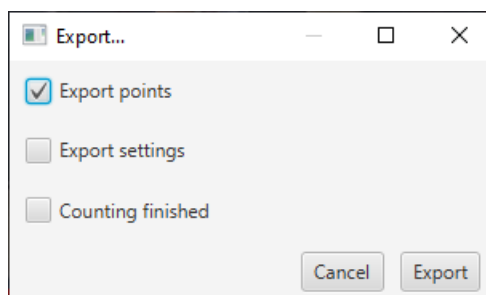 Export...
Export points
Export settings
Counting finished
Cancel Export